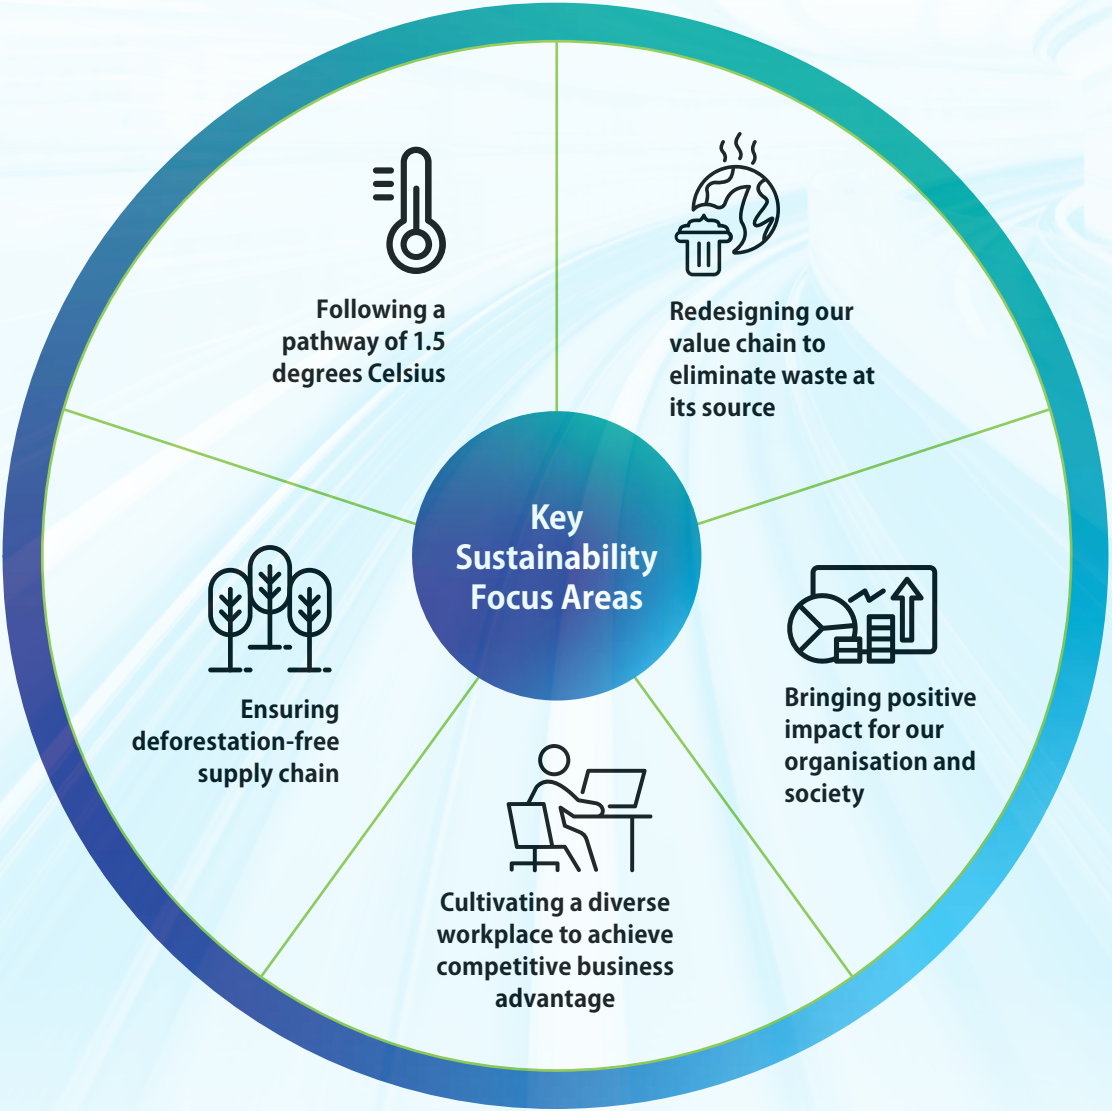 Following a
pathway of 1.5
degrees Celsius
Redesigning our
value chain to
eliminate waste at
its source
Key
Sustainability
Focus Areas
Ensuring
deforestation-free
supply chain
Bringing positive
impact for our
organisation and
society
Cultivating a diverse
workplace to achieve
competitive business
advantage